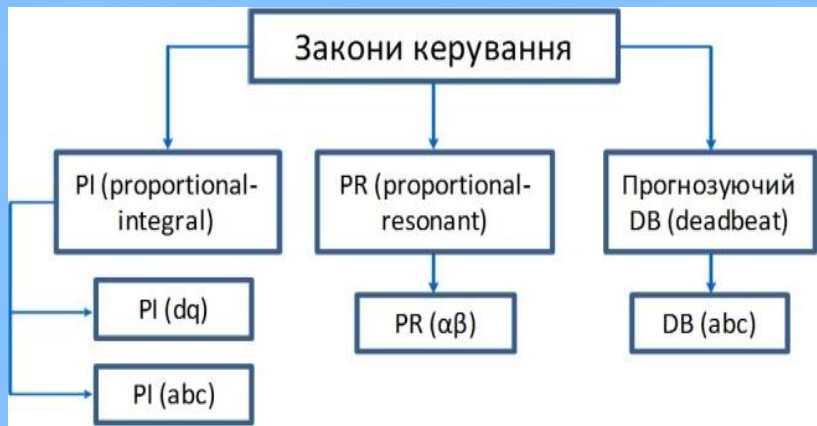 Закони керування
PI (proportional-
integral)
PR (proportional-
resonant)
Прогнозуючий
DB (deadbeat)
PI (dq)
PR (αβ)
DB (abc)
PI (abc)